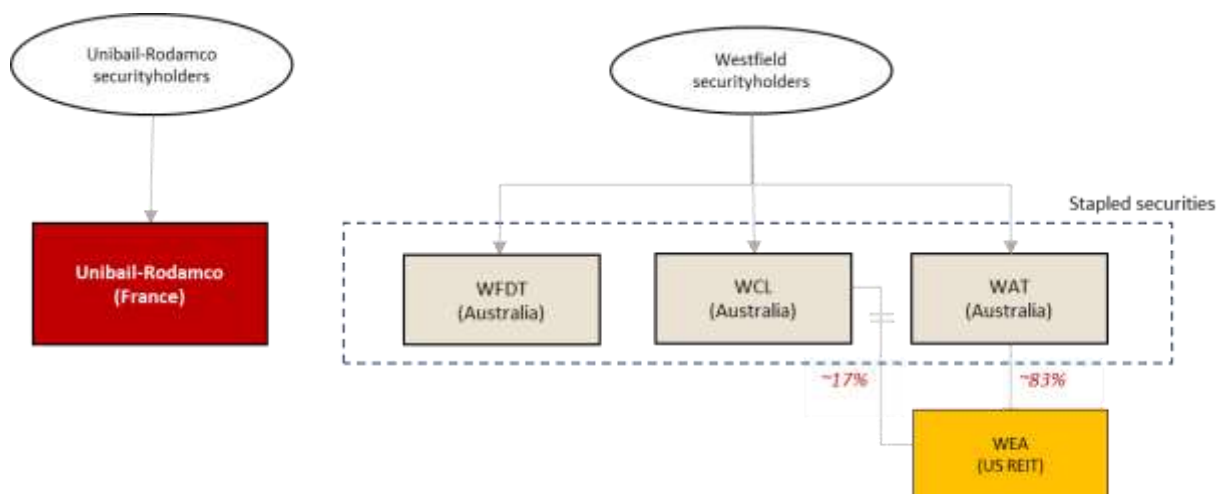 Unibail-Rodamco
securityholders
Westfield
securityholders
Stapled securities
Unibail-Rodamco
(France)
WFDT
(Australia)
WCL
(Australia)
WAT
(Australia)
~17%
~83%
WEA
(US REIT)